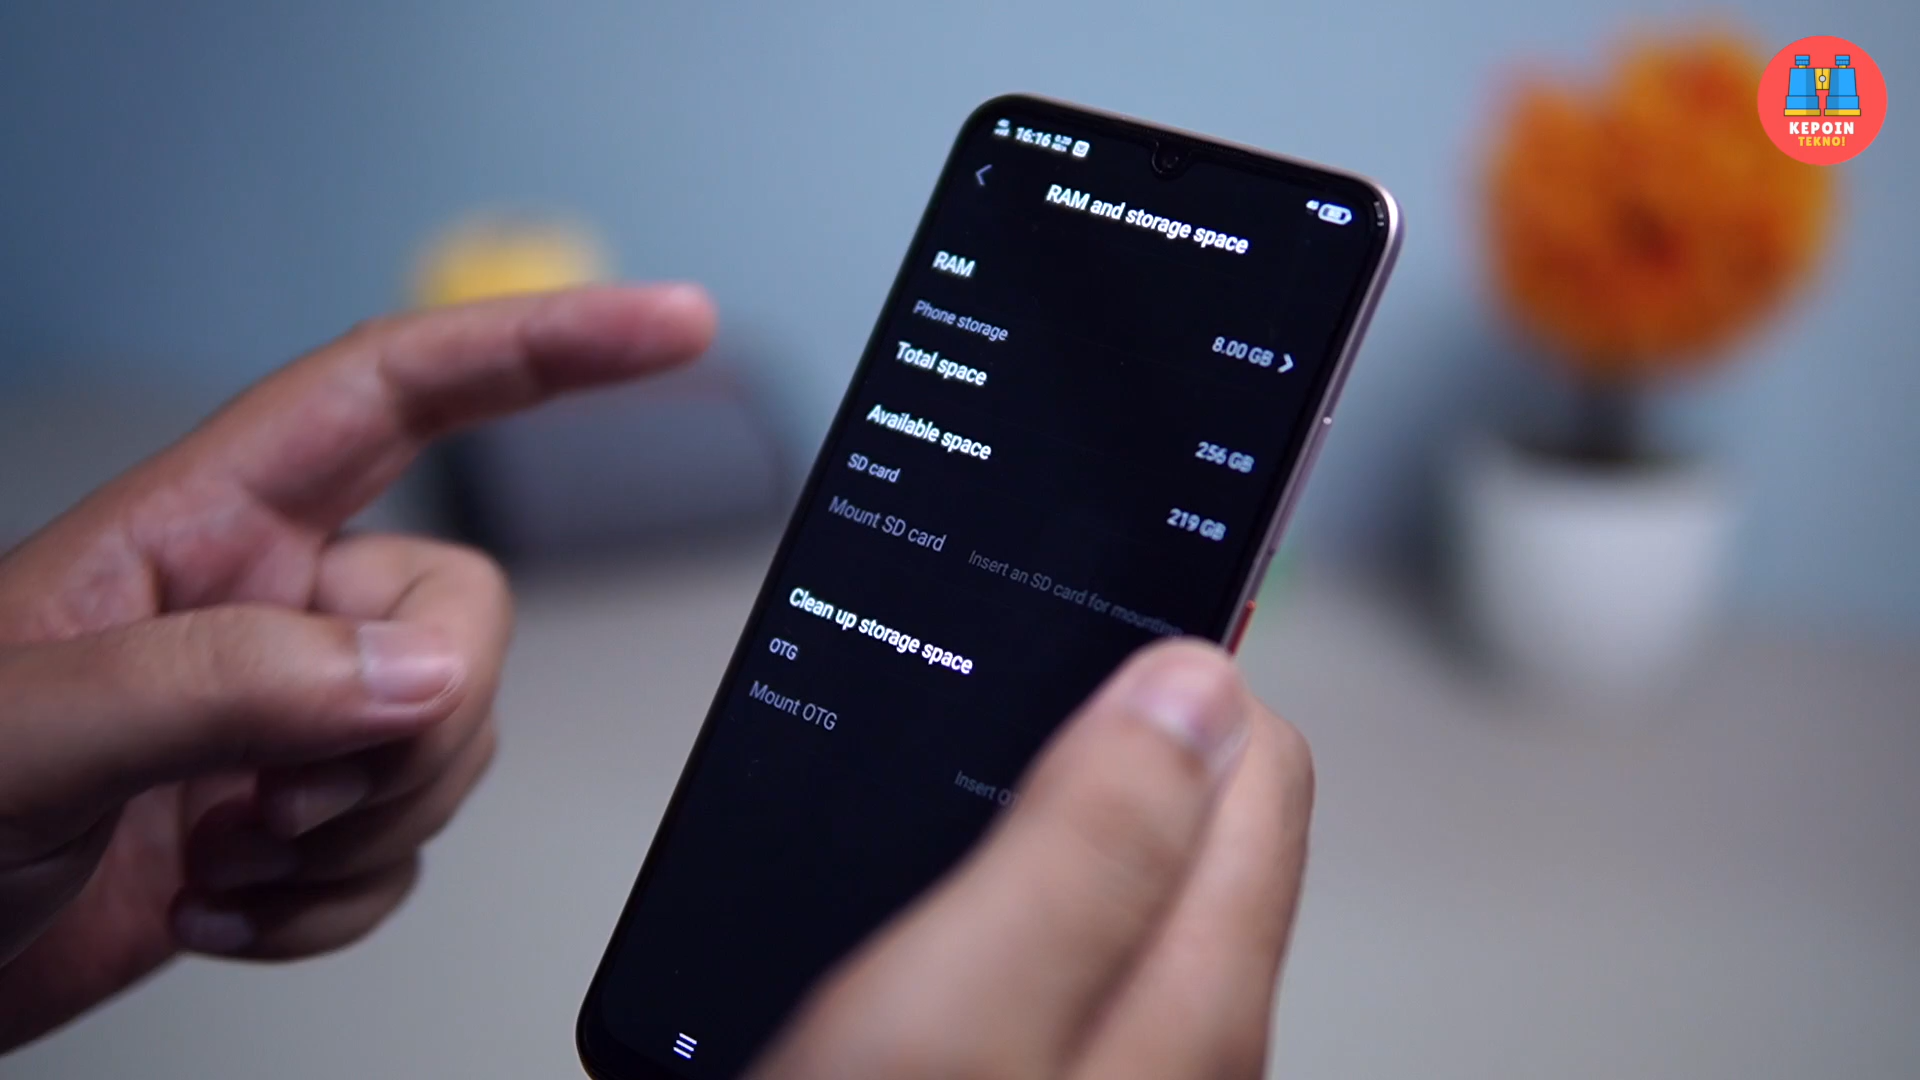 KEPOIN
TEKNO!
16:16
RAM and storage space
RAM
8.00 GB
Phone storage
Total space
256 GB
Available space
219 GB
SD card
Mount SD card
Insert an SD card for mounting
Clean up storage space
OTG
Mount OTG
Insert